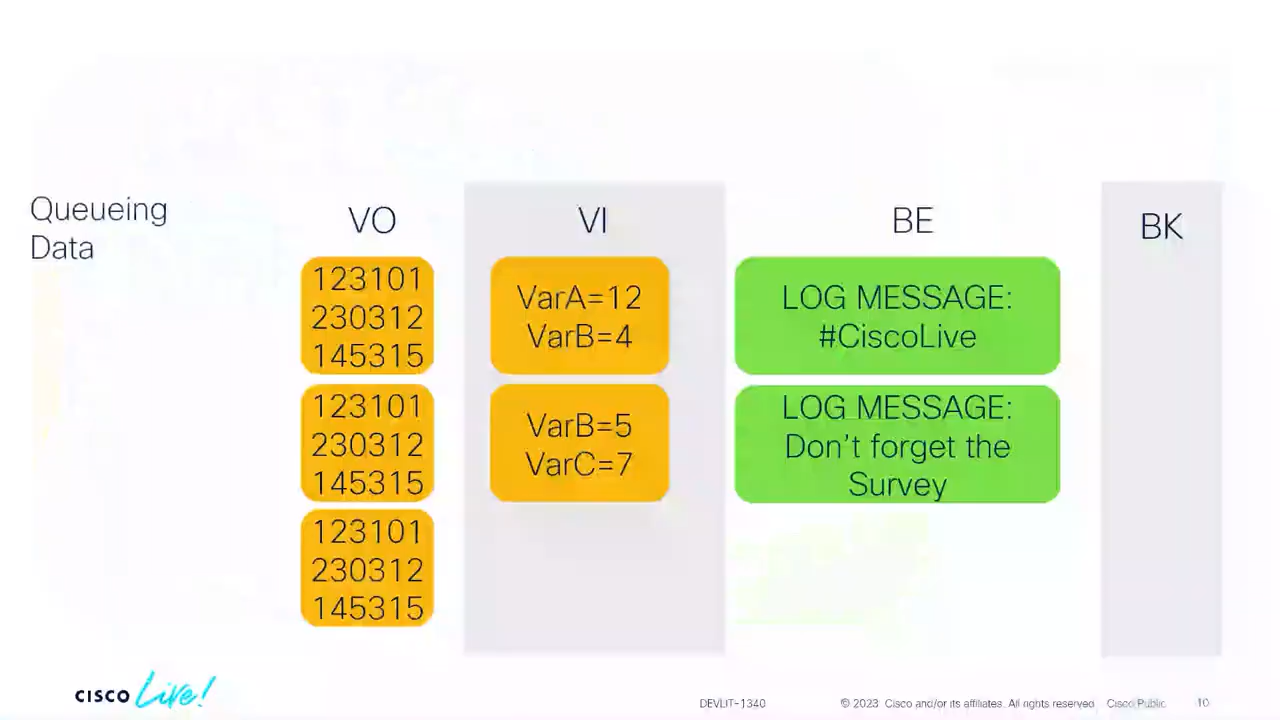 Queueing
Data
VO
VI
BE
BK
123101
230312
145315
123101
230312
145315
123101
230312
145315
VarA=12
VarB=4
VarB=5
VarC=7
LOG MESSAGE:
#CiscoLive
LOG MESSAGE:
Don't forget the
Survey
CISCO Live!
DEVLIT-1340
© 2023 Cisco and/or its affiliates. All rights reserved
Cisco Public
10